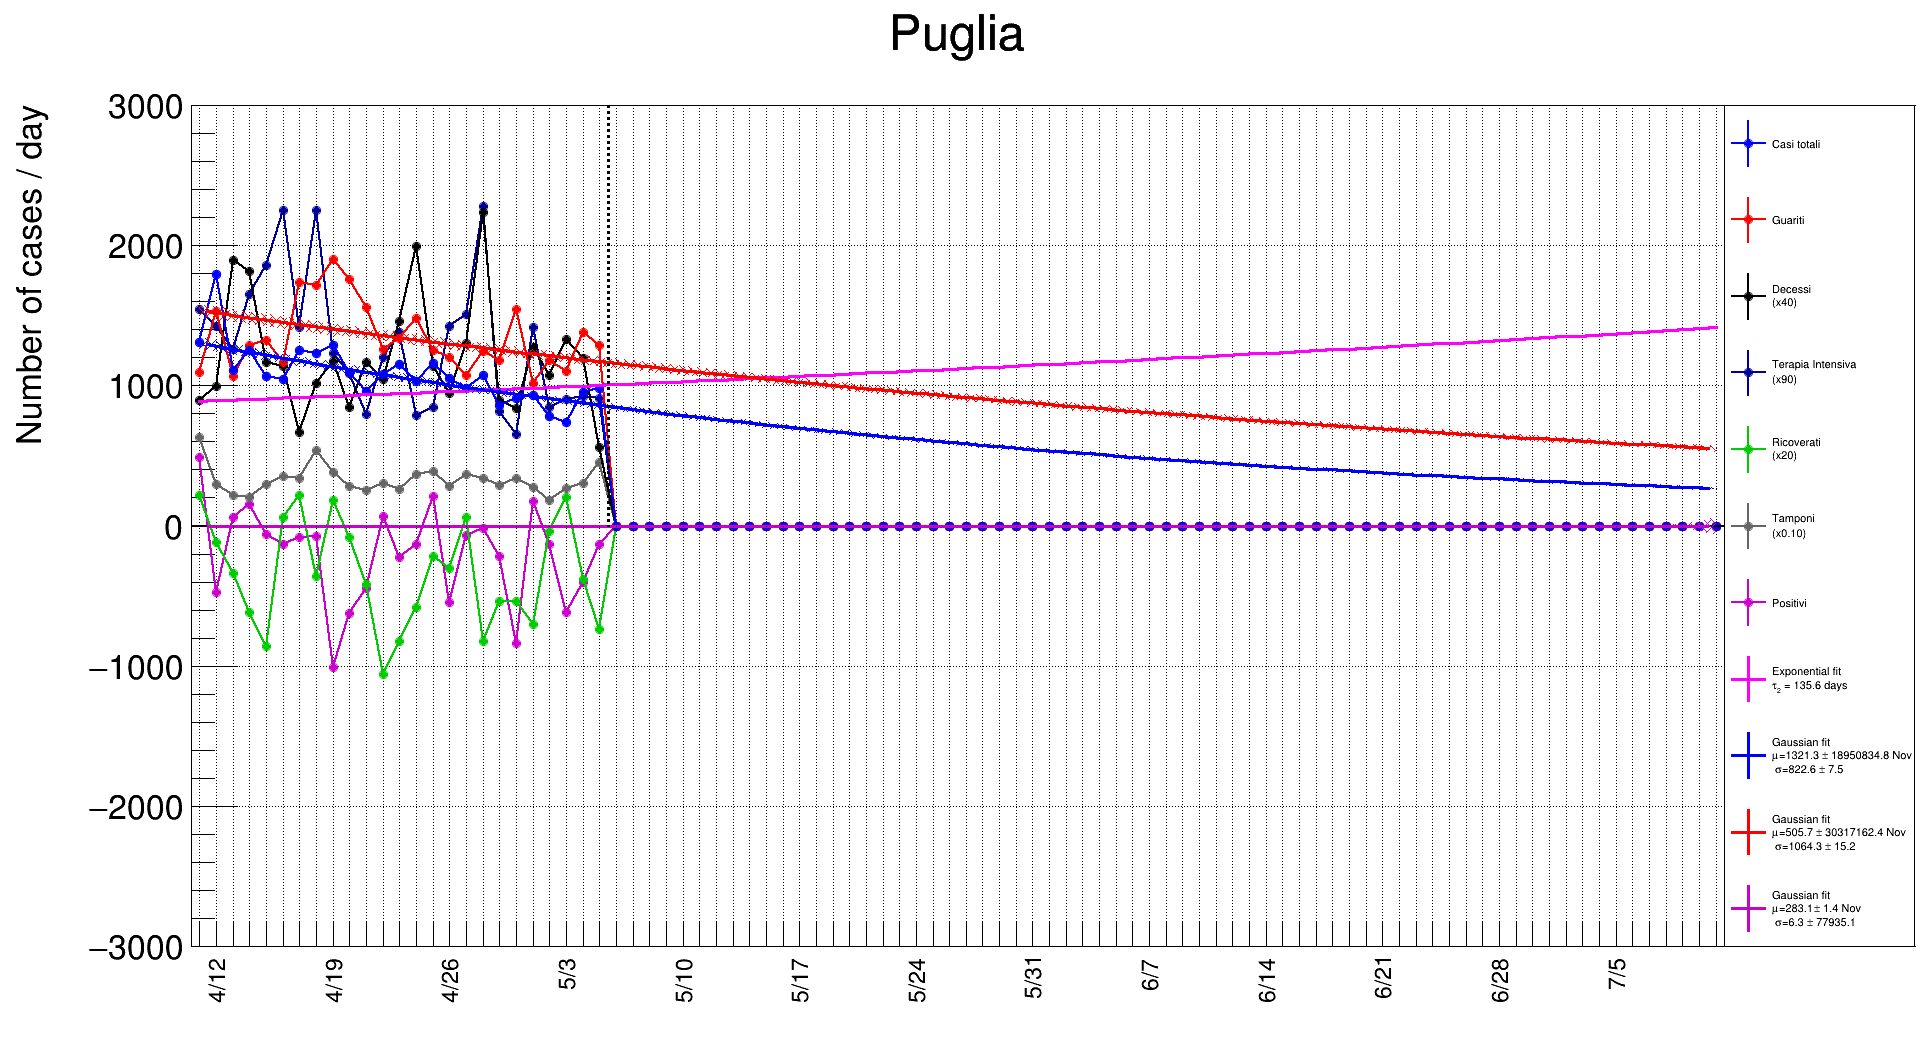 Puglia
Number of cases / day
3000
2000
1000
0
−1000
−2000
−3000
4/12
4/19
4/26
5/3
5/10
5/17
5/24
5/31
6/7
6/14
6/21
6/28
7/5
Casi totali
Guariti
Decessi
(x40)
Terapia Intensiva
(x90)
Ricoverati
(x20)
Tamponi
(x0.10)
Positivi
Exponential fit
τ₂ = 135.6 days
Gaussian fit
μ=1321.3 ± 18950834.8 Nov
σ=822.6 ± 7.5
Gaussian fit
μ=505.7 ± 30317162.4 Nov
σ=1064.3 ± 15.2
Gaussian fit
μ=283.1 ± 1.4 Nov
σ=6.3 ± 77935.1